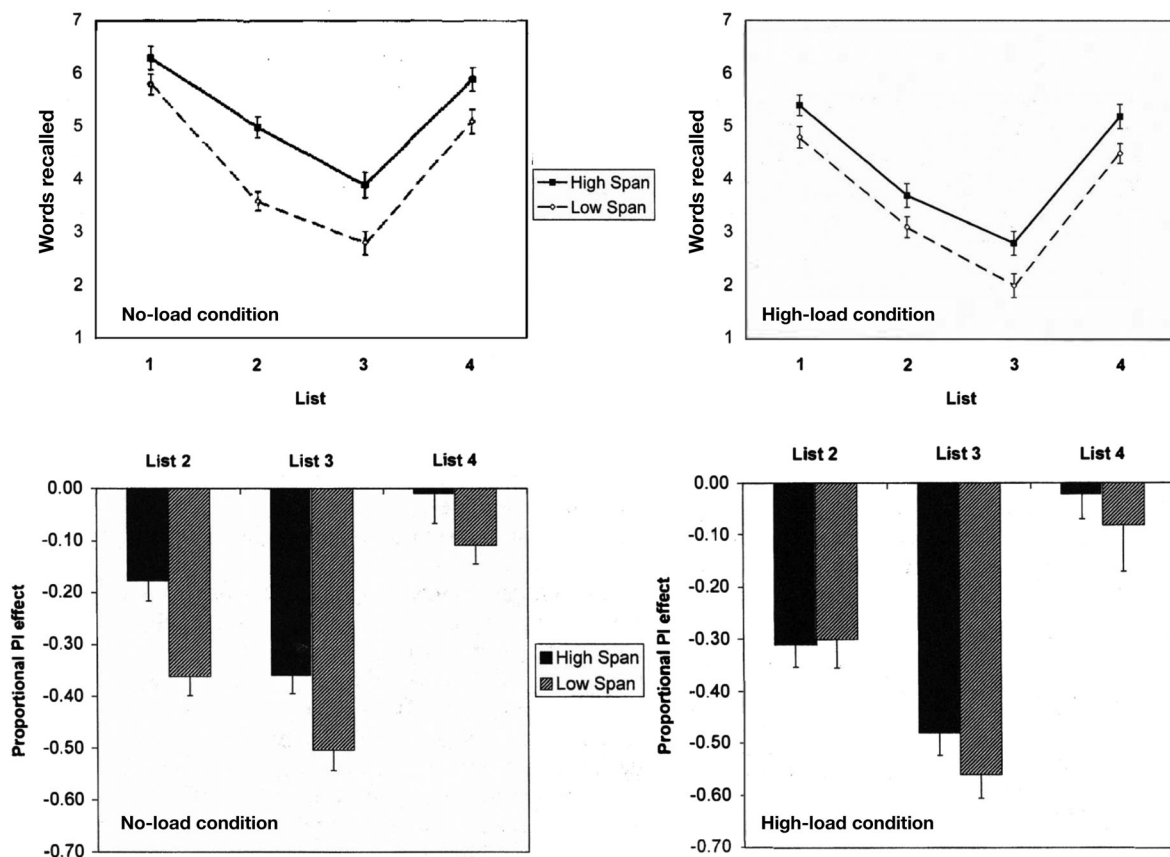 7
6
5
4
3
2
1
Words recalled
No-load condition
1 2 3 4
List
High Span
Low Span
7
6
5
4
3
2
1
Words recalled
High-load condition
1 2 3 4
List
List 2 List 3 List 4
0.00
-0.10
-0.20
-0.30
-0.40
-0.50
-0.60
-0.70
Proportional PI effect
No-load condition
High Span
Low Span
List 2 List 3 List 4
0.00
-0.10
-0.20
-0.30
-0.40
-0.50
-0.60
-0.70
Proportional PI effect
High-load condition